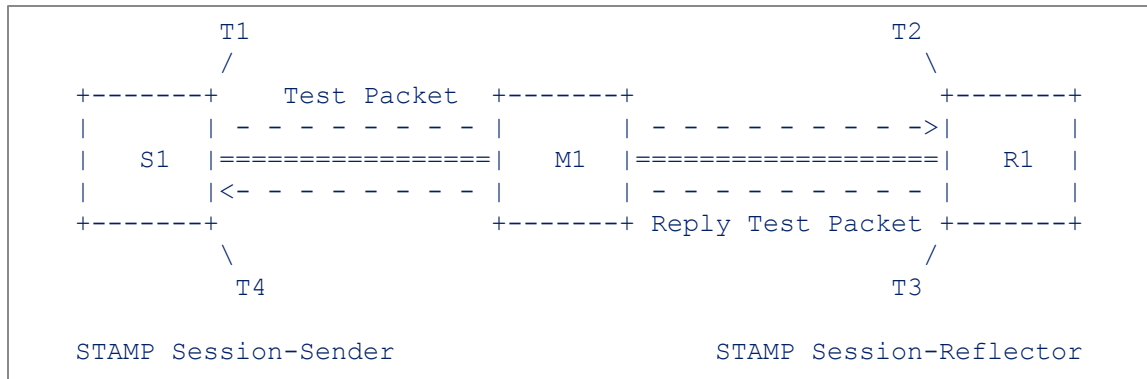 T1                                           T2
/                                             \
+-------+    Test Packet  +-------+                   +-------+
|       | - - - - - - - - |       | - - - - - - - - ->|       |
|  S1   |=================|  M1   |===================|  R1   |
|       |<- - - - - - - - |       | - - - - - - - - - |       |
+-------+                 +-------+ Reply Test Packet +-------+
\                                             /
T4                                           T3
STAMP Session-Sender                    STAMP Session-Reflector